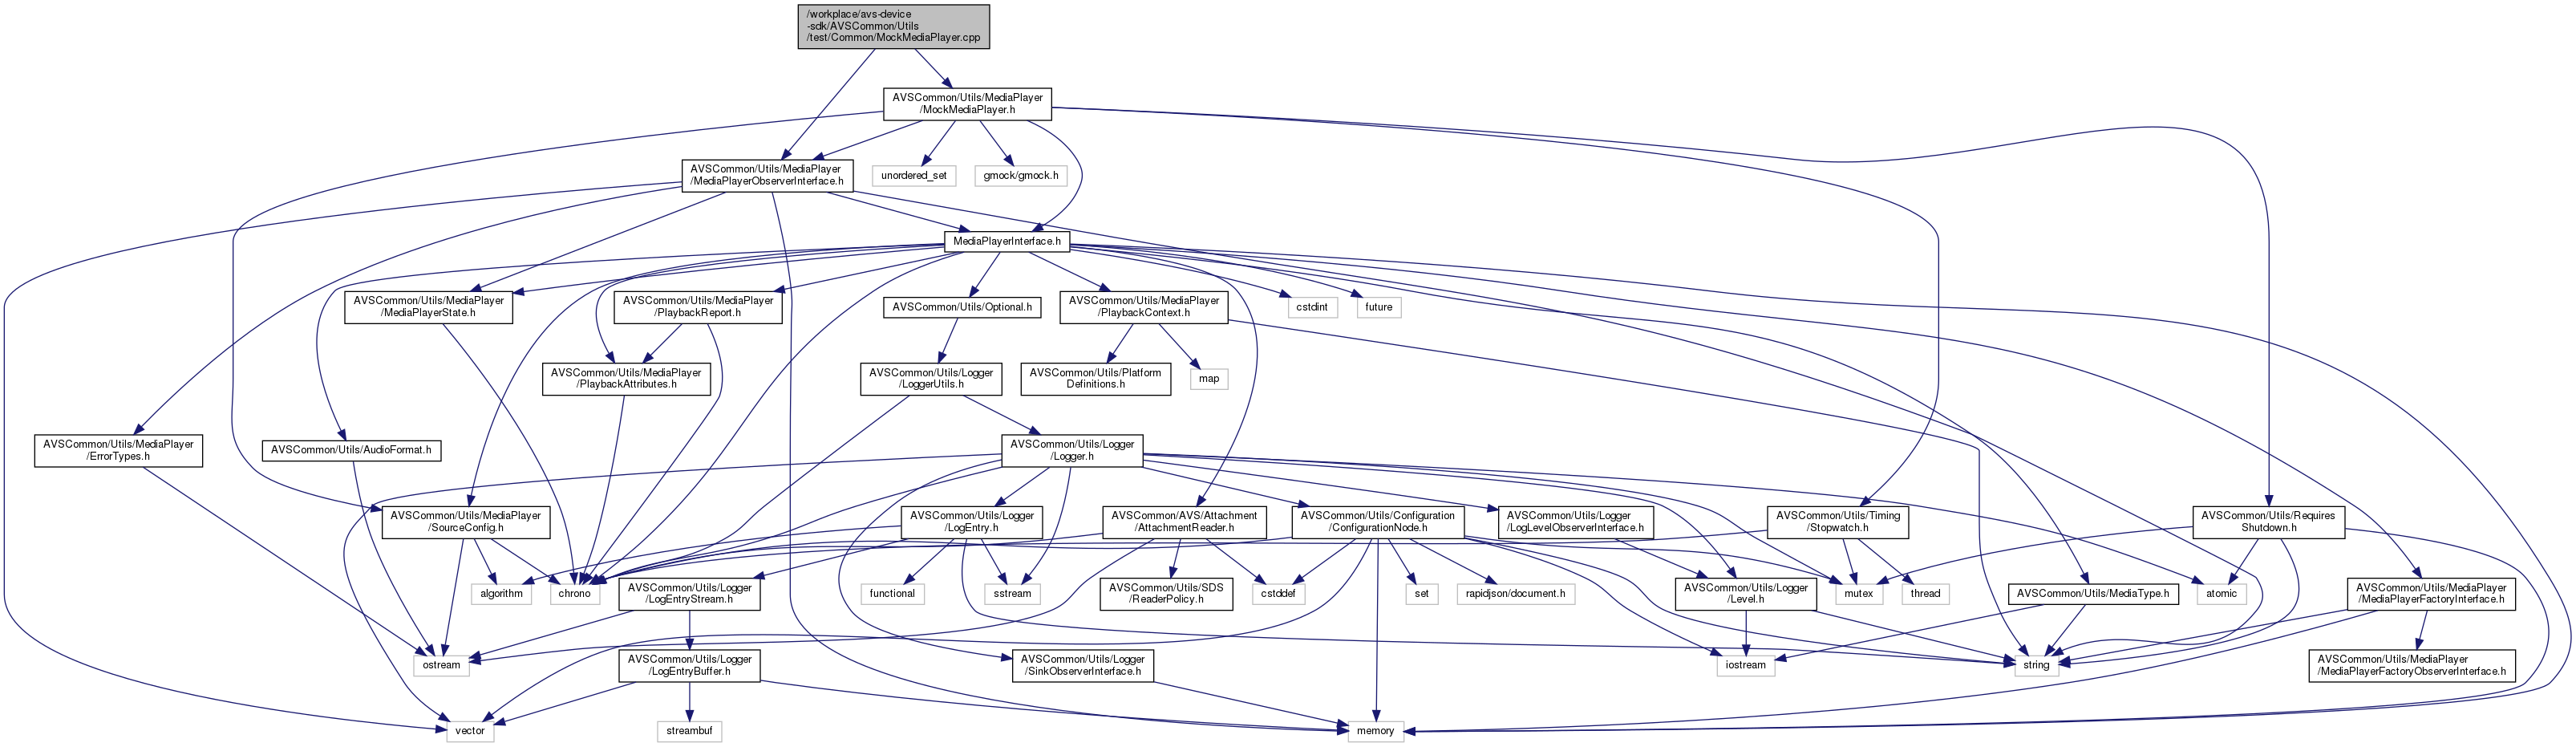 /workplace/avs-device
-sdk/AVSCommon/Utils
/test/Common/MockMediaPlayer.cpp
AVSCommon/Utils/MediaPlayer
/MockMediaPlayer.h
AVSCommon/Utils/MediaPlayer
/MediaPlayerObserverInterface.h
unordered_set
gmock/gmock.h
MediaPlayerInterface.h
AVSCommon/Utils/MediaPlayer
/MediaPlayerState.h
AVSCommon/Utils/MediaPlayer
/PlaybackReport.h
AVSCommon/Utils/Optional.h
AVSCommon/Utils/MediaPlayer
/PlaybackContext.h
cstdint
future
AVSCommon/Utils/MediaPlayer
/PlaybackAttributes.h
AVSCommon/Utils/Logger
/LoggerUtils.h
AVSCommon/Utils/Platform
Definitions.h
map
AVSCommon/Utils/MediaPlayer
/ErrorTypes.h
AVSCommon/Utils/AudioFormat.h
AVSCommon/Utils/Logger
/Logger.h
AVSCommon/Utils/MediaPlayer
/SourceConfig.h
AVSCommon/Utils/Logger
/LogEntry.h
AVSCommon/AVS/Attachment
/AttachmentReader.h
AVSCommon/Utils/Configuration
/ConfigurationNode.h
AVSCommon/Utils/Logger
/LogLevelObserverInterface.h
AVSCommon/Utils/Timing
/Stopwatch.h
AVSCommon/Utils/Requires
Shutdown.h
algorithm
chrono
AVSCommon/Utils/Logger
/LogEntryStream.h
functional
sstream
AVSCommon/Utils/SDS
/ReaderPolicy.h
cstddef
set
rapidjson/document.h
AVSCommon/Utils/Logger
/Level.h
mutex
thread
AVSCommon/Utils/MediaType.h
atomic
AVSCommon/Utils/MediaPlayer
/MediaPlayerFactoryInterface.h
ostream
AVSCommon/Utils/Logger
/LogEntryBuffer.h
AVSCommon/Utils/Logger
/SinkObserverInterface.h
iostream
string
AVSCommon/Utils/MediaPlayer
/MediaPlayerFactoryObserverInterface.h
vector
streambuf
memory